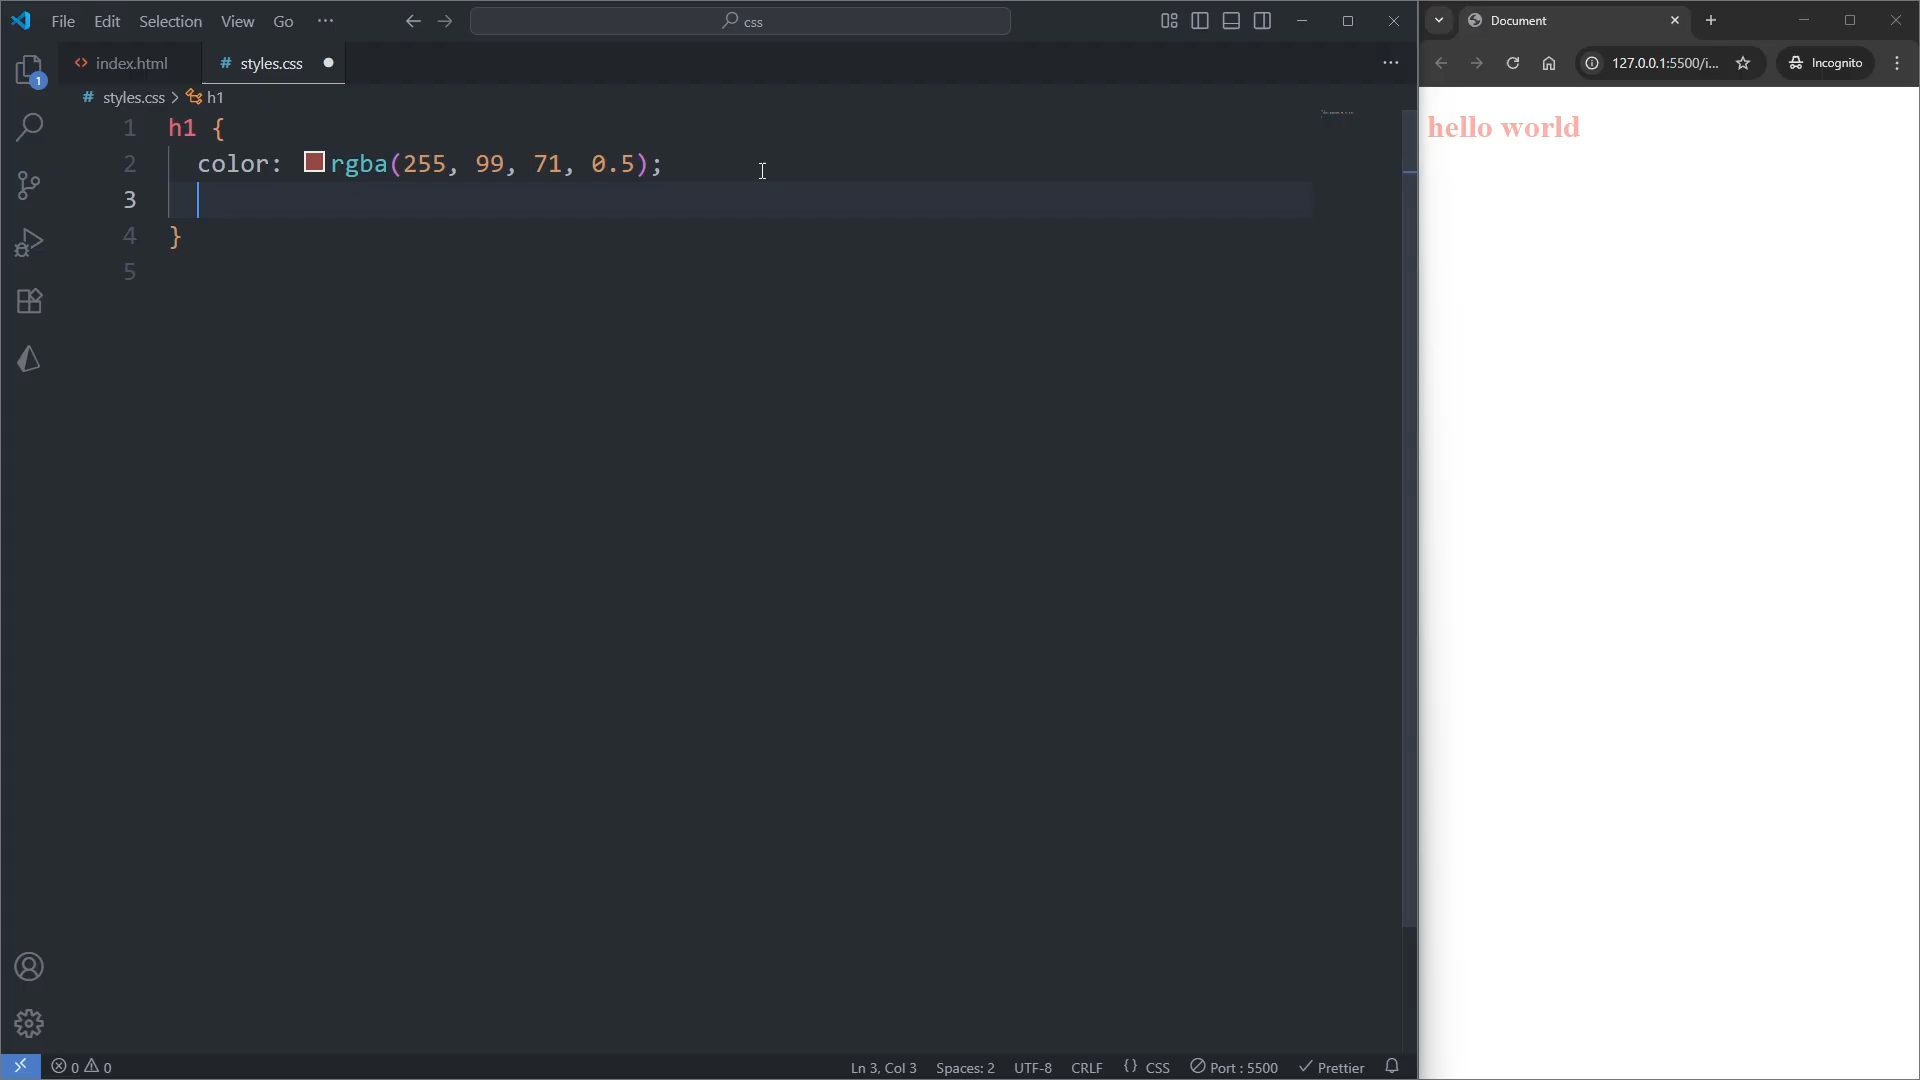 File Edit Selection View Go ··· css
index.html # styles.css
# styles.css > h1
1 h1 {
2 color: rgba(255, 99, 71, 0.5);
3
4 }
5
1
0 0 Ln 3, Col 3 Spaces: 2 UTF-8 CRLF {} CSS Port : 5500 Prettier
Document
127.0.0.1:5500/i... Incognito
hello world